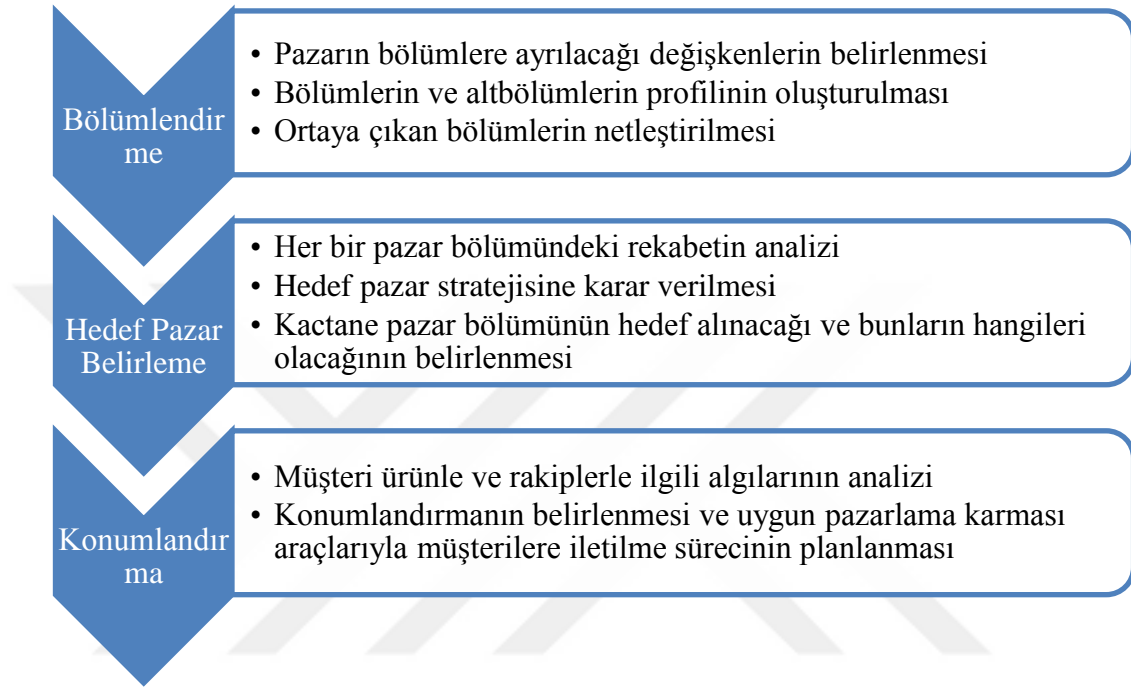 Bölümlendir
me
• Pazarın bölümlere ayrılacağı değişkenlerin belirlenmesi
• Bölümlerin ve altbölümlerin profilinin oluşturulması
• Ortaya çıkan bölümlerin netleştirilmesi
Hedef Pazar
Belirleme
• Her bir pazar bölümündeki rekabetin analizi
• Hedef pazar stratejisine karar verilmesi
• Kactane pazar bölümünün hedef alınacağı ve bunların hangileri
olacağının belirlenmesi
Konumlandır
ma
• Müşteri ürünle ve rakiplerle ilgili algılarının analizi
• Konumlandırmanın belirlenmesi ve uygun pazarlama karması
araçlarıyla müşterilere iletilme sürecinin planlanması